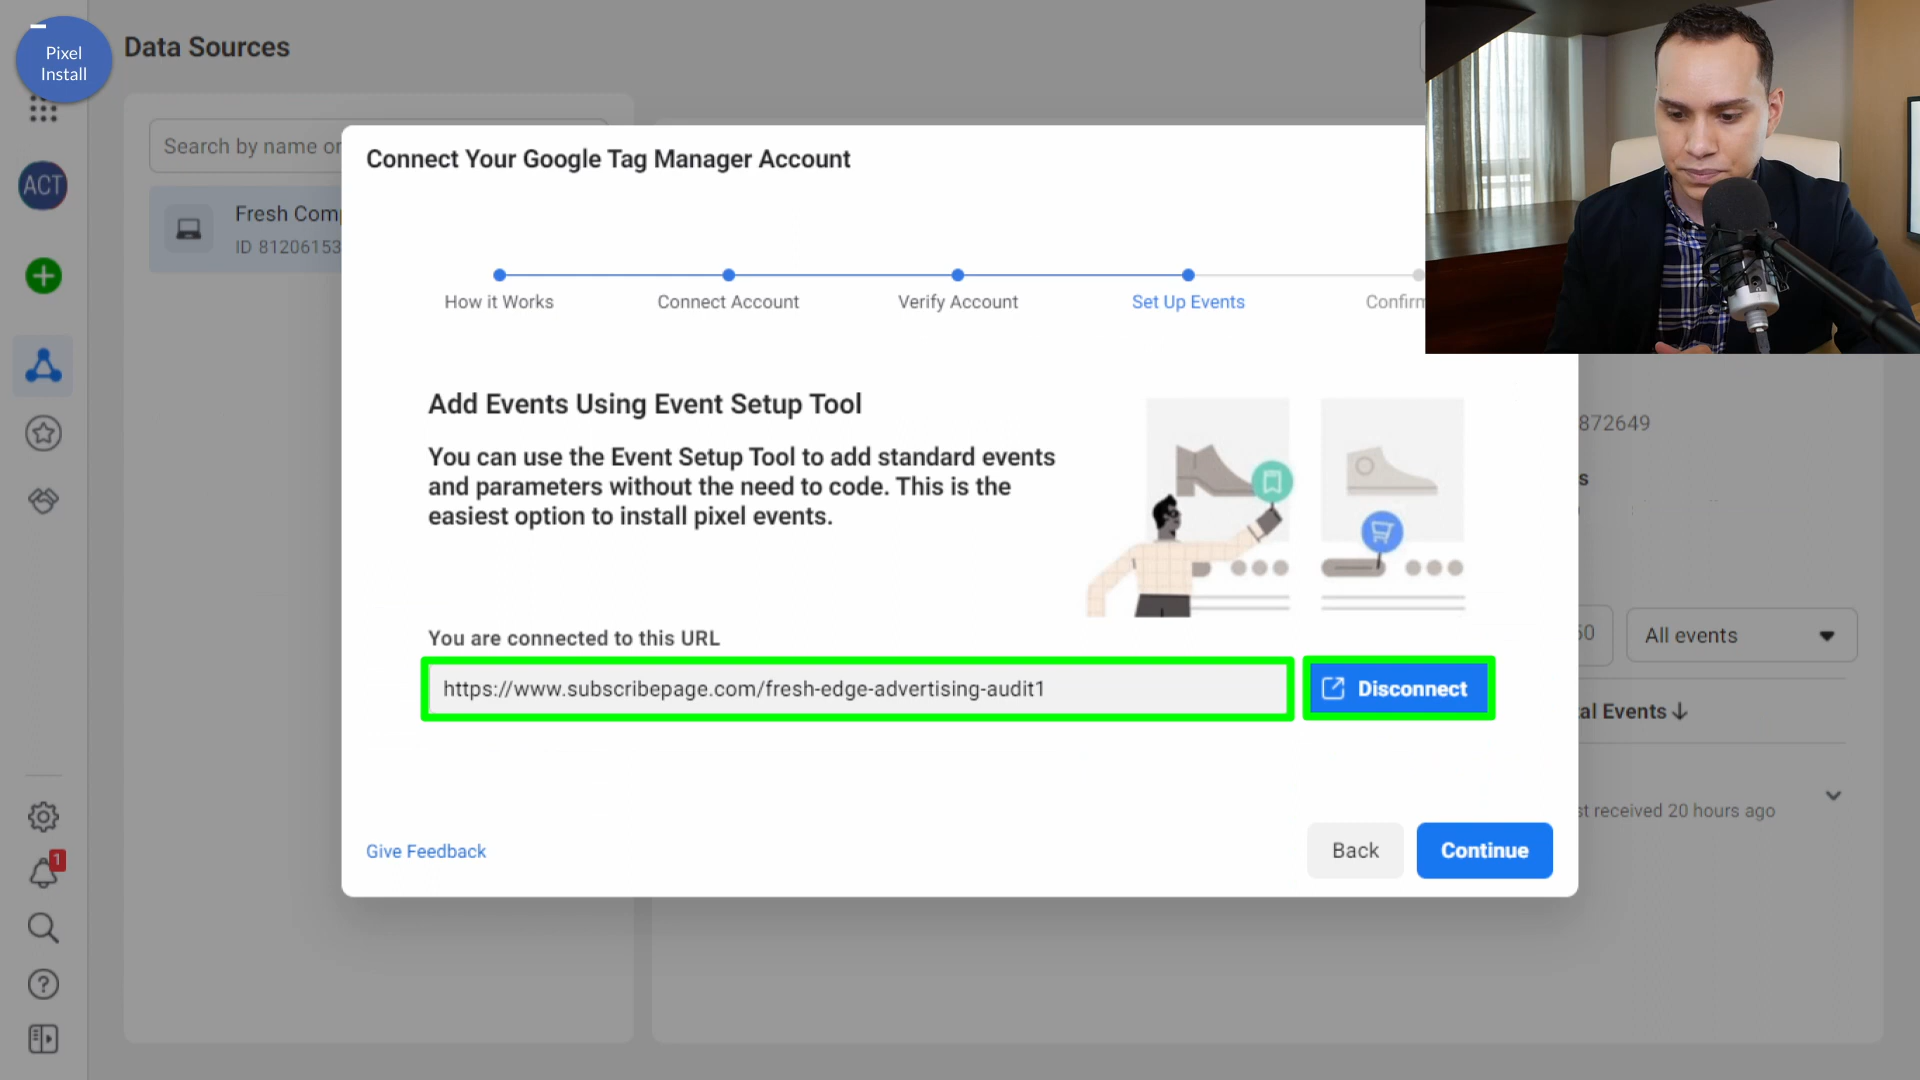 Pixel
Install
Data Sources
ACT
Search by name or
Fresh Com
ID 81206153
Connect Your Google Tag Manager Account
How it Works
Connect Account
Verify Account
Set Up Events
Confirm
Add Events Using Event Setup Tool
You can use the Event Setup Tool to add standard events
and parameters without the need to code. This is the
easiest option to install pixel events.
You are connected to this URL
https://www.subscribepage.com/fresh-edge-advertising-audit1
Disconnect
Give Feedback
Back
Continue
872649
s
All events
al Events
st received 20 hours ago
1